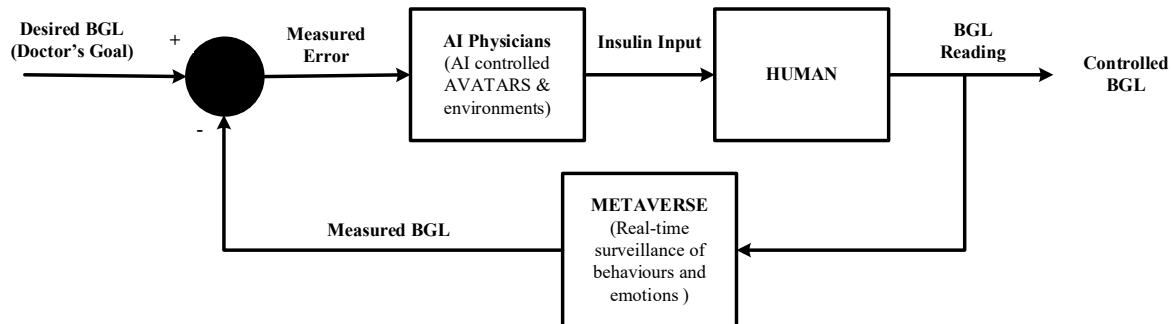 Desired BGL
(Doctor's Goal)
+
-
Measured
Error
AI Physicians
(AI controlled
AVATARS &
environments)
Insulin Input
HUMAN
BGL
Reading
Controlled
BGL
METAVERSE
(Real-time
surveillance of
behaviours and
emotions )
Measured BGL